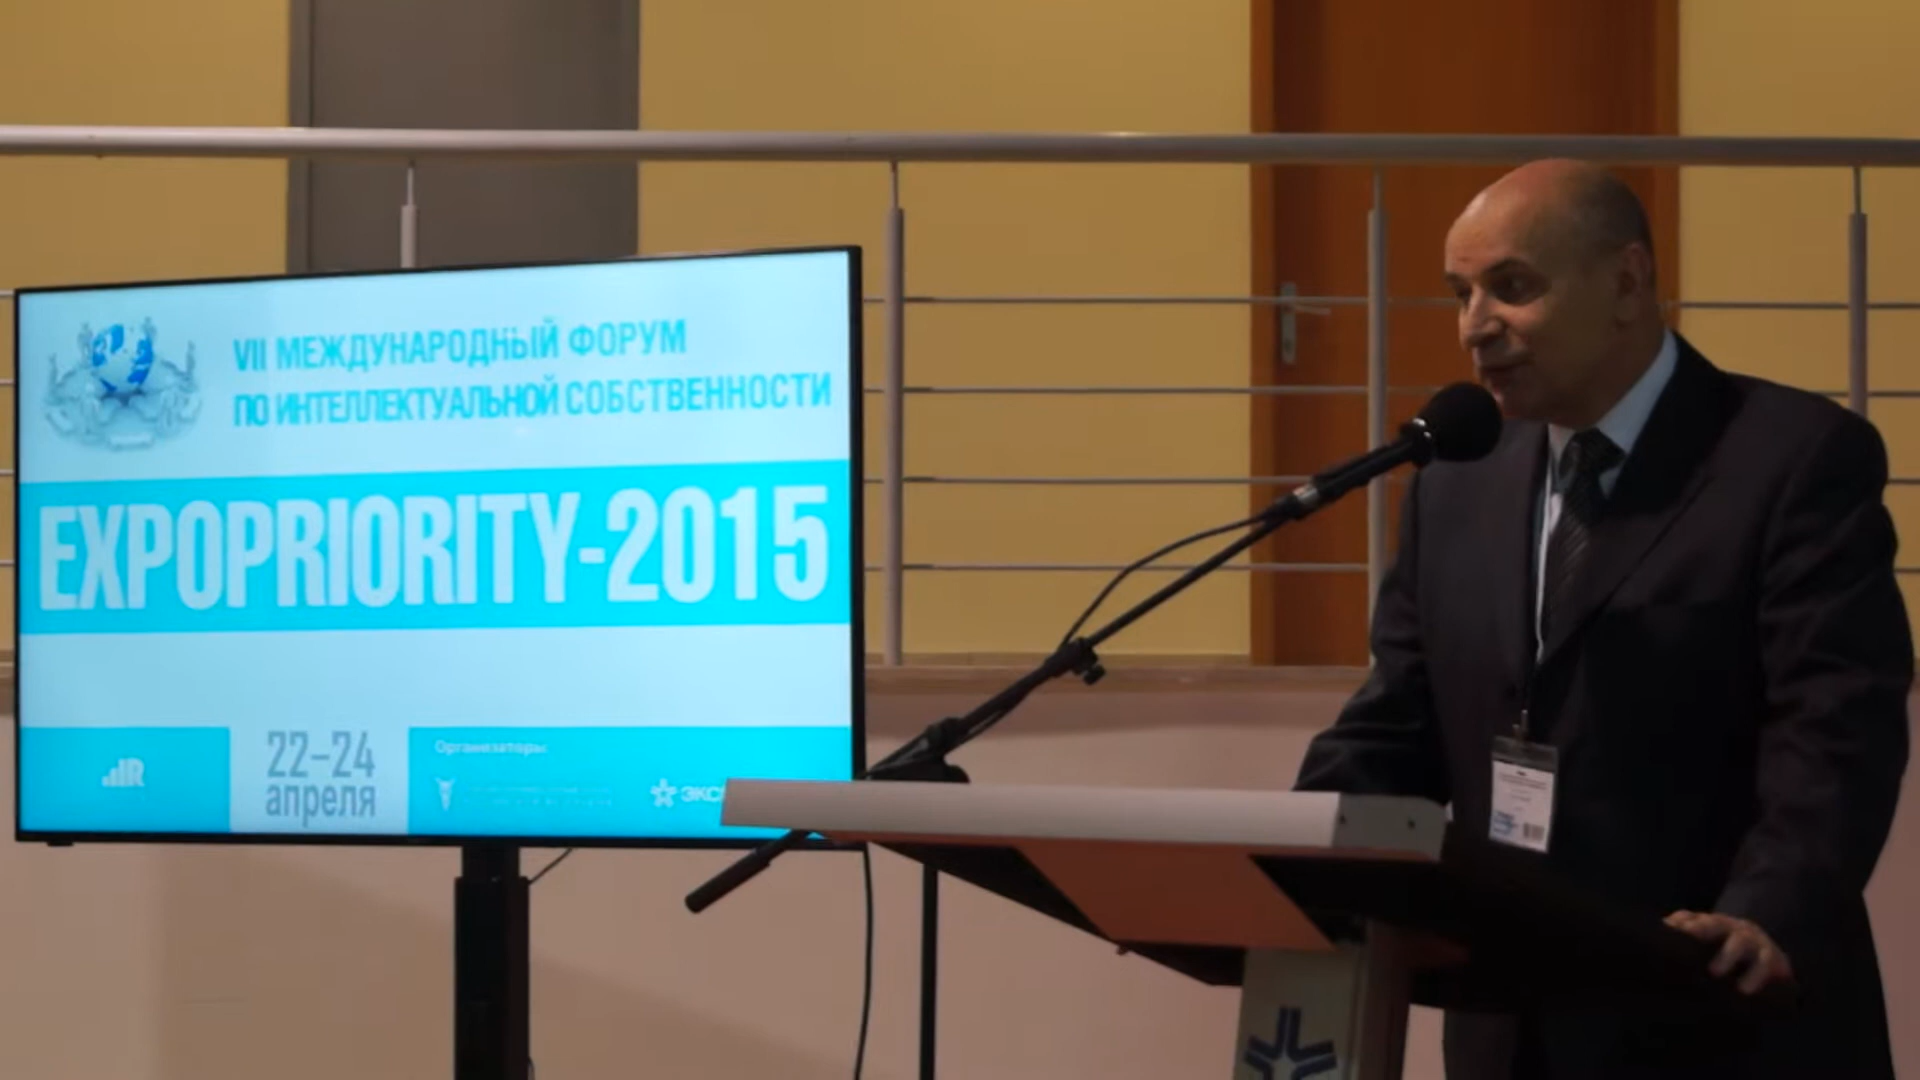 VII МЕЖДУНАРОДНЫЙ ФОРУМ
ПО ИНТЕЛЛЕКТУАЛЬНОЙ СОБСТВЕННОСТИ
EXPOPRIORITY-2015
22–24
апреля
Организаторы: